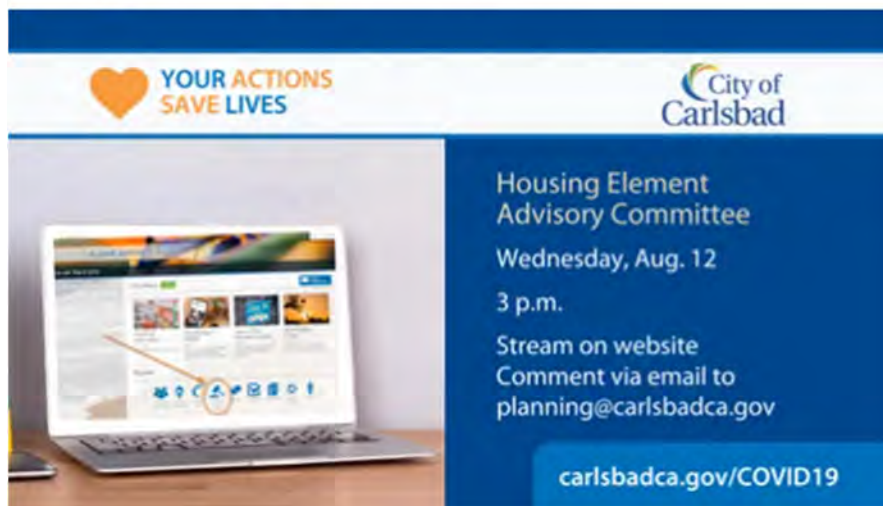 YOUR ACTIONS
SAVE LIVES
City of
Carlsbad
Housing Element
Advisory Committee
Wednesday, Aug. 12
3 p.m.
Stream on website
Comment via email to
planning@carlsbadca.gov
carlsbadca.gov/COVID19